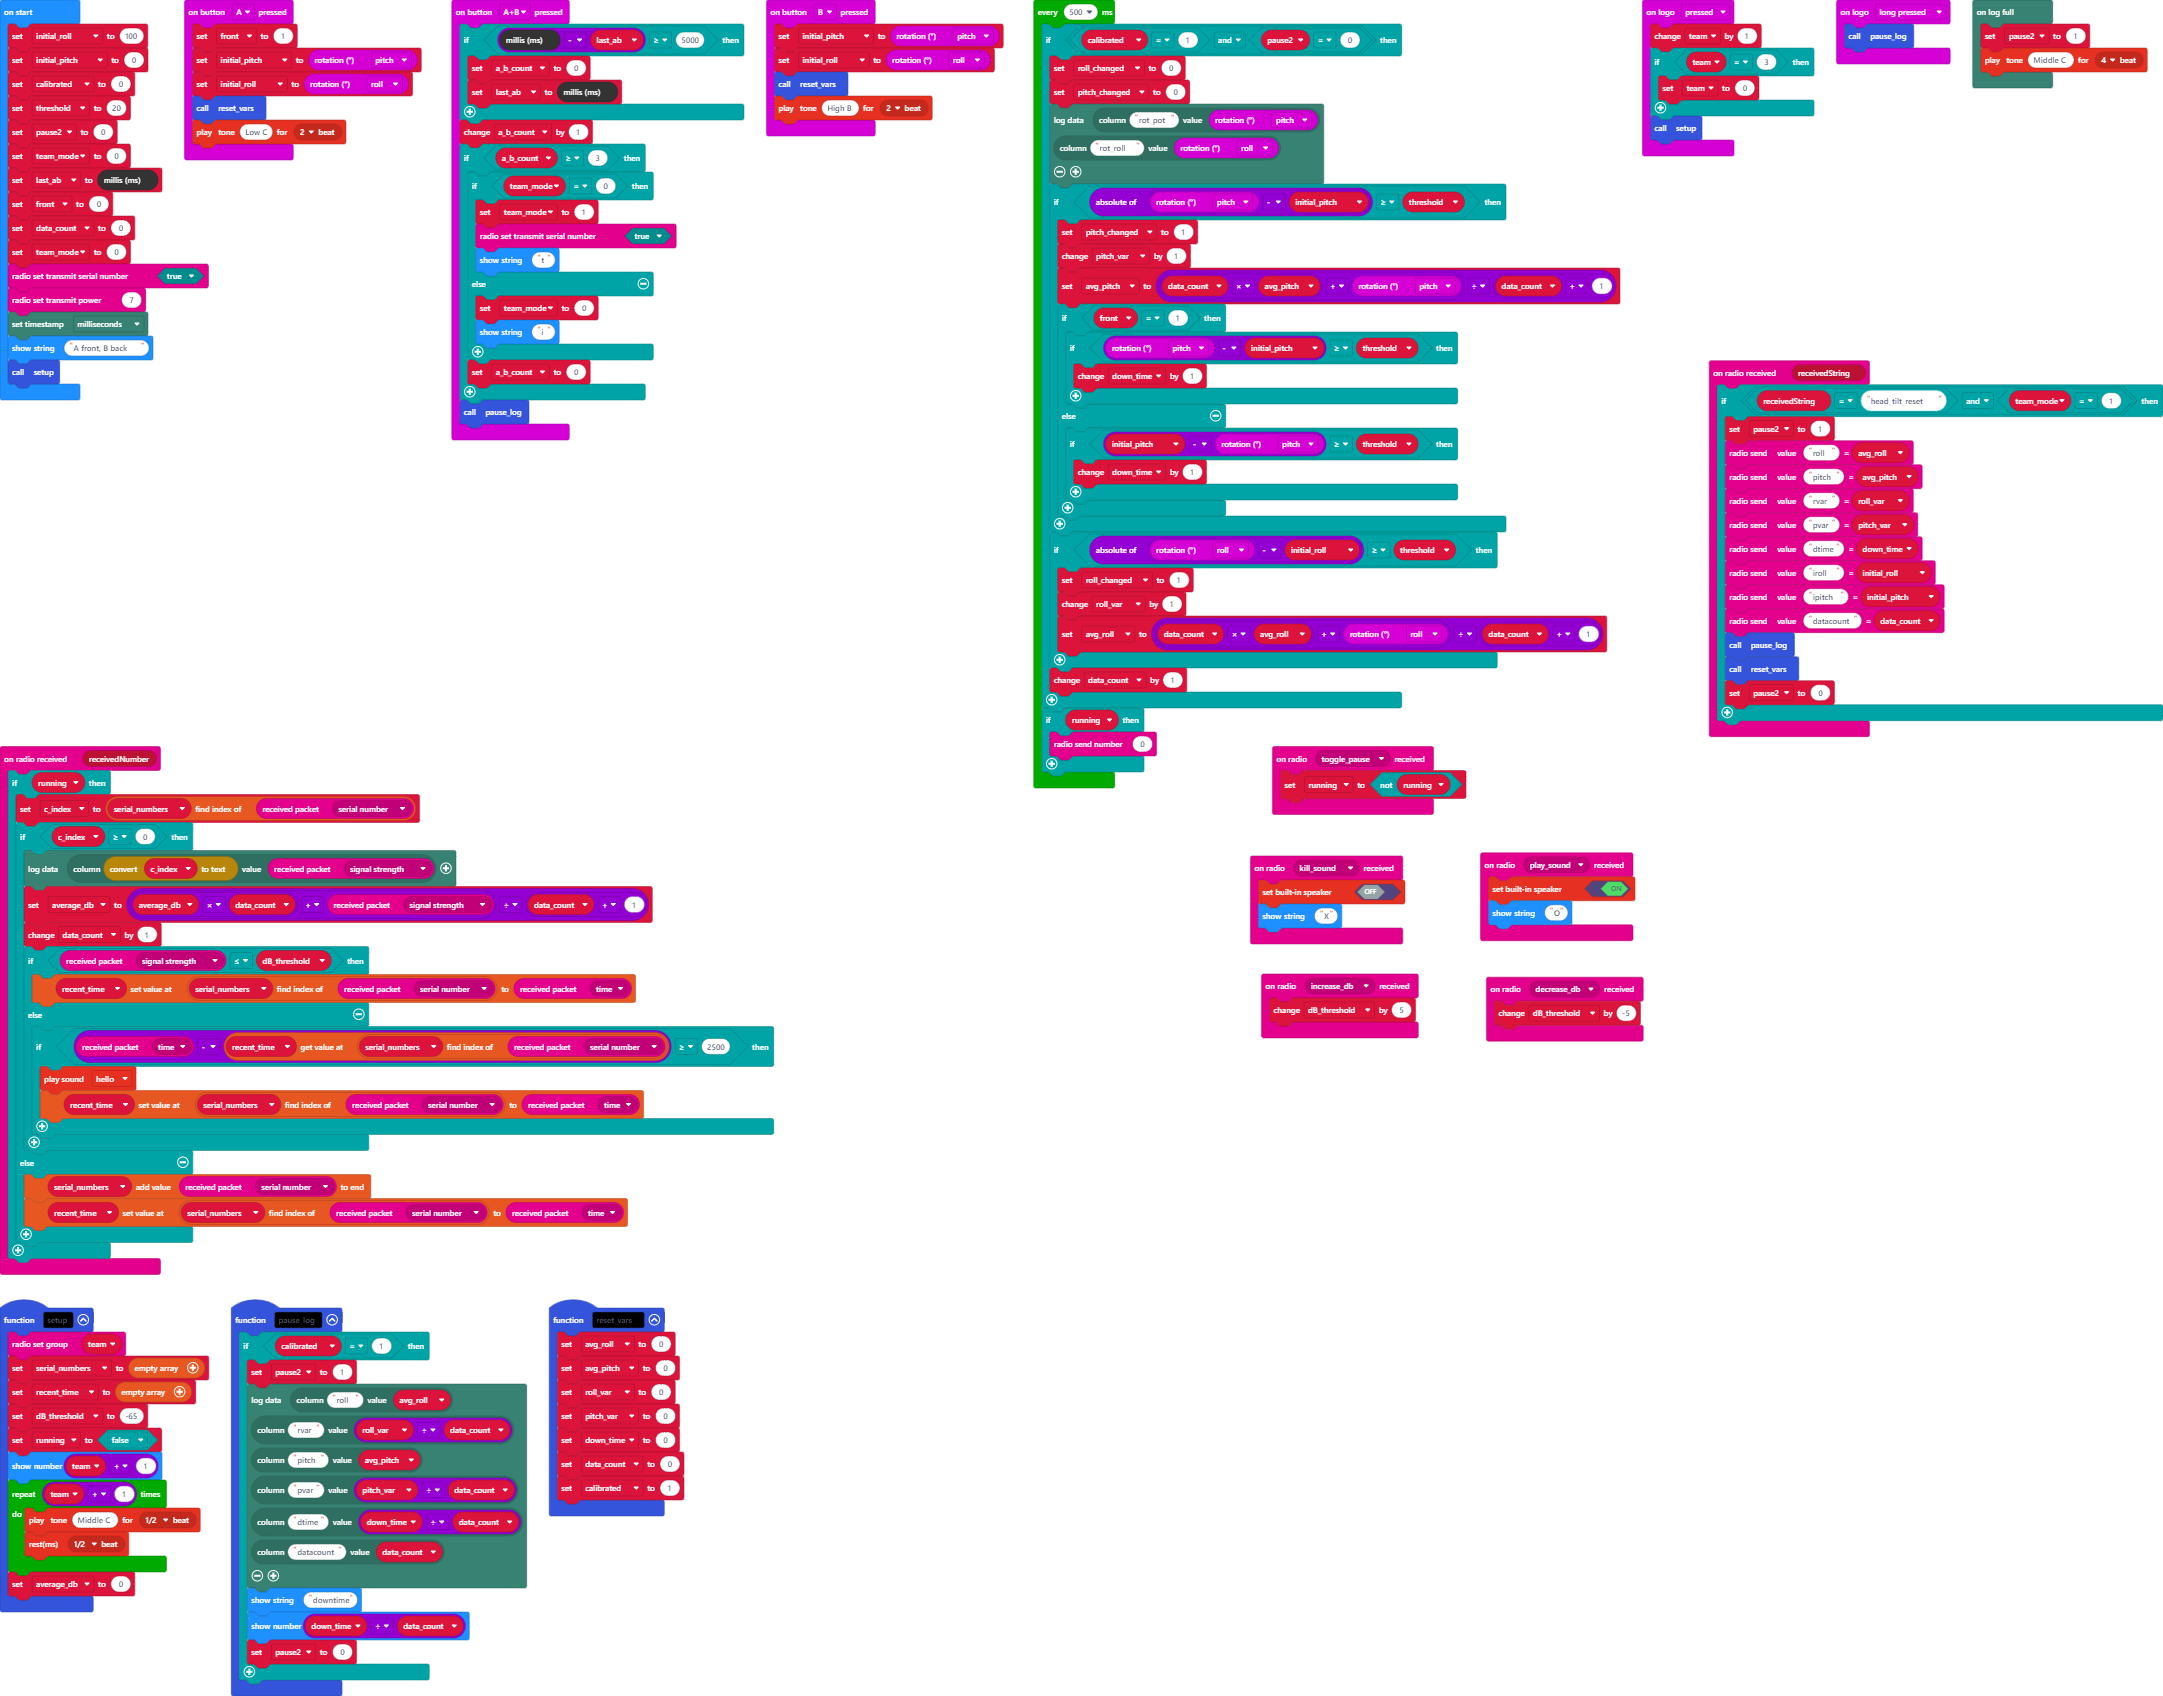 on start
set initial_roll to 100
set initial_pitch to 0
set calibrated to 0
set threshold to 20
set pause2 to 0
set team_mode to 0
set last_ab to millis (ms)
set front to 0
set data_count to 0
set team_mode to 0
radio set transmit serial number true
radio set transmit power 7
set timestamp milliseconds
show string "A front, B back"
call setup
on button A pressed
set front to 1
set initial_pitch to rotation (°) pitch
set initial_roll to rotation (°) roll
call reset_vars
play tone Low C for 2 beat
on button A+B pressed
if millis (ms) - last_ab ≥ 5000 then
set a_b_count to 0
set last_ab to millis (ms)
change a_b_count by 1
if a_b_count ≥ 3 then
if team_mode = 0 then
set team_mode to 1
radio set transmit serial number true
show string "t"
else
set team_mode to 0
show string "i"
set a_b_count to 0
call pause_log
on button B pressed
set initial_pitch to rotation (°) pitch
set initial_roll to rotation (°) roll
call reset_vars
play tone High B for 2 beat
every 500 ms
if calibrated = 1 and pause2 = 0 then
set roll_changed to 0
set pitch_changed to 0
log data column "rot_pot" value rotation (°) pitch
column "rot_roll" value rotation (°) roll
if absolute of rotation (°) pitch - initial_pitch ≥ threshold then
set pitch_changed to 1
change pitch_var by 1
set avg_pitch to data_count × avg_pitch + rotation (°) pitch ÷ data_count + 1
if front = 1 then
if rotation (°) pitch - initial_pitch ≥ threshold then
change down_time by 1
else
if initial_pitch - rotation (°) pitch ≥ threshold then
change down_time by 1
if absolute of rotation (°) roll - initial_roll ≥ threshold then
set roll_changed to 1
change roll_var by 1
set avg_roll to data_count × avg_roll + rotation (°) roll ÷ data_count + 1
change data_count by 1
if running then
radio send number 0
on logo pressed
change team by 1
if team = 3 then
set team to 0
call setup
on logo long pressed
call pause_log
on log full
set pause2 to 1
play tone Middle C for 4 beat
on radio received receivedString
if receivedString = "head_tilt_reset" and team_mode = 1 then
set pause2 to 1
radio send value "roll" = avg_roll
radio send value "pitch" = avg_pitch
radio send value "rvar" = roll_var
radio send value "pvar" = pitch_var
radio send value "dtime" = down_time
radio send value "iroll" = initial_roll
radio send value "ipitch" = initial_pitch
radio send value "datacount" = data_count
call pause_log
call reset_vars
set pause2 to 0
on radio received receivedNumber
if running then
set c_index to serial_numbers find index of received packet serial number
if c_index ≥ 0 then
log data column convert c_index to text value received packet signal strength
set average_db to average_db × data_count + received packet signal strength ÷ data_count + 1
change data_count by 1
if received packet signal strength ≤ dB_threshold then
recent_time set value at serial_numbers find index of received packet serial number to received packet time
else
if received packet time - recent_time get value at serial_numbers find index of received packet serial number ≥ 2500 then
play sound hello
recent_time set value at serial_numbers find index of received packet serial number to received packet time
else
serial_numbers add value received packet serial number to end
recent_time set value at serial_numbers find index of received packet serial number to received packet time
on radio toggle_pause received
set running to not running
on radio kill_sound received
set built-in speaker OFF
show string "X"
on radio play_sound received
set built-in speaker ON
show string "O"
on radio increase_db received
change dB_threshold by 5
on radio decrease_db received
change dB_threshold by -5
function setup
radio set group team
set serial_numbers to empty array
set recent_time to empty array
set dB_threshold to -65
set running to false
show number team + 1
repeat team + 1 times
do play tone Middle C for 1/2 beat
rest(ms) 1/2 beat
set average_db to 0
function pause_log
if calibrated = 1 then
set pause2 to 1
log data column "roll" value avg_roll
column "rvar" value roll_var ÷ data_count
column "pitch" value avg_pitch
column "pvar" value pitch_var ÷ data_count
column "dtime" value down_time ÷ data_count
column "datacount" value data_count
show string "downtime"
show number down_time ÷ data_count
set pause2 to 0
function reset_vars
set avg_roll to 0
set avg_pitch to 0
set roll_var to 0
set pitch_var to 0
set down_time to 0
set data_count to 0
set calibrated to 1